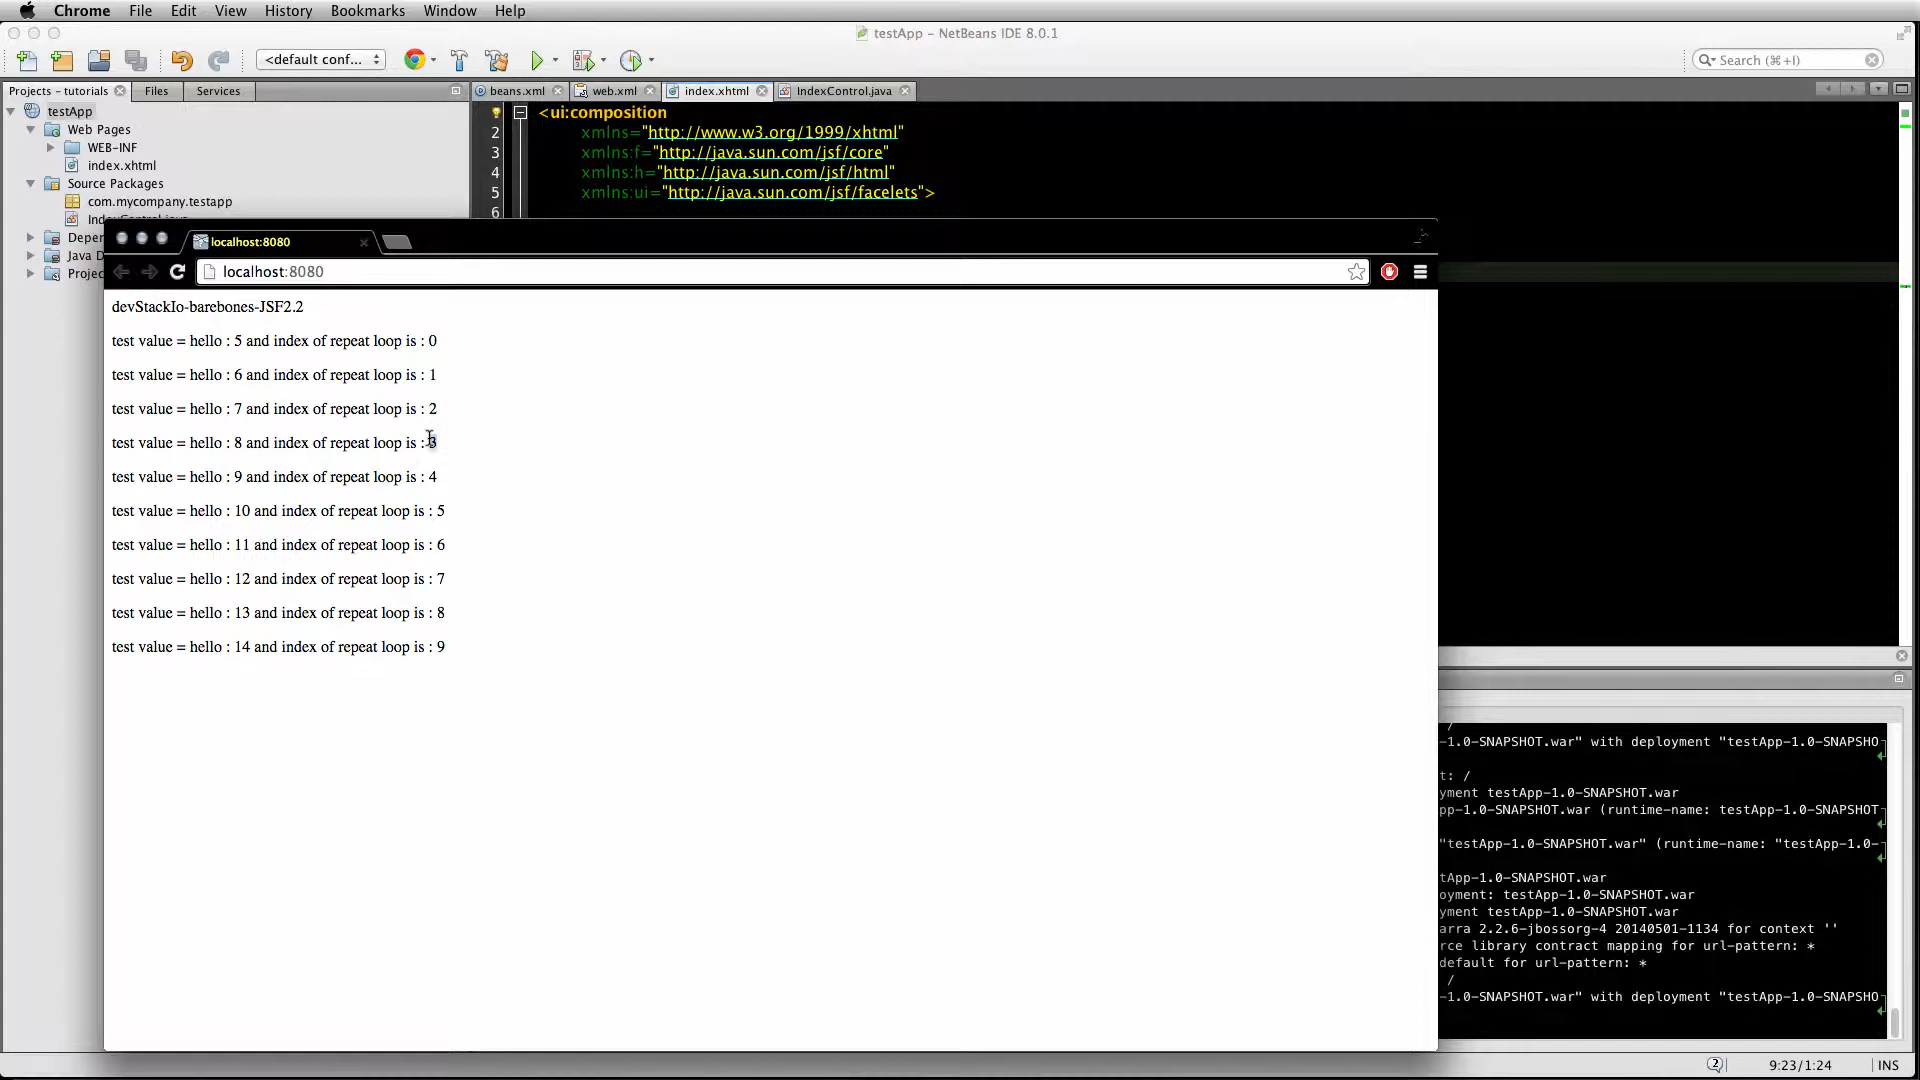 Chrome File Edit View History Bookmarks Window Help
testApp – NetBeans IDE 8.0.1
<default conf...
Search (⌘+I)
Projects – tutorials Files Services
beans.xml web.xml index.xhtml IndexControl.java
testApp
Web Pages
WEB-INF
index.xhtml
Source Packages
com.mycompany.testapp
IndexControl.java
Depen
Java D
Projec
<ui:composition
2 xmlns="http://www.w3.org/1999/xhtml"
3 xmlns:f="http://java.sun.com/jsf/core"
4 xmlns:h="http://java.sun.com/jsf/html"
5 xmlns:ui="http://java.sun.com/jsf/facelets">
6
localhost:8080
localhost:8080
devStackIo-barebones-JSF2.2
test value = hello : 5 and index of repeat loop is : 0
test value = hello : 6 and index of repeat loop is : 1
test value = hello : 7 and index of repeat loop is : 2
test value = hello : 8 and index of repeat loop is : 3
test value = hello : 9 and index of repeat loop is : 4
test value = hello : 10 and index of repeat loop is : 5
test value = hello : 11 and index of repeat loop is : 6
test value = hello : 12 and index of repeat loop is : 7
test value = hello : 13 and index of repeat loop is : 8
test value = hello : 14 and index of repeat loop is : 9
/
-1.0-SNAPSHOT.war" with deployment "testApp-1.0-SNAPSHO
t: /
yment testApp-1.0-SNAPSHOT.war
pp-1.0-SNAPSHOT.war (runtime-name: testApp-1.0-SNAPSHOT
"testApp-1.0-SNAPSHOT.war" (runtime-name: "testApp-1.0-
tApp-1.0-SNAPSHOT.war
oyment: testApp-1.0-SNAPSHOT.war
yment testApp-1.0-SNAPSHOT.war
arra 2.2.6-jbossorg-4 20140501-1134 for context ''
rce library contract mapping for url-pattern: *
default for url-pattern: *
/
-1.0-SNAPSHOT.war" with deployment "testApp-1.0-SNAPSHO
9:23/1:24 INS